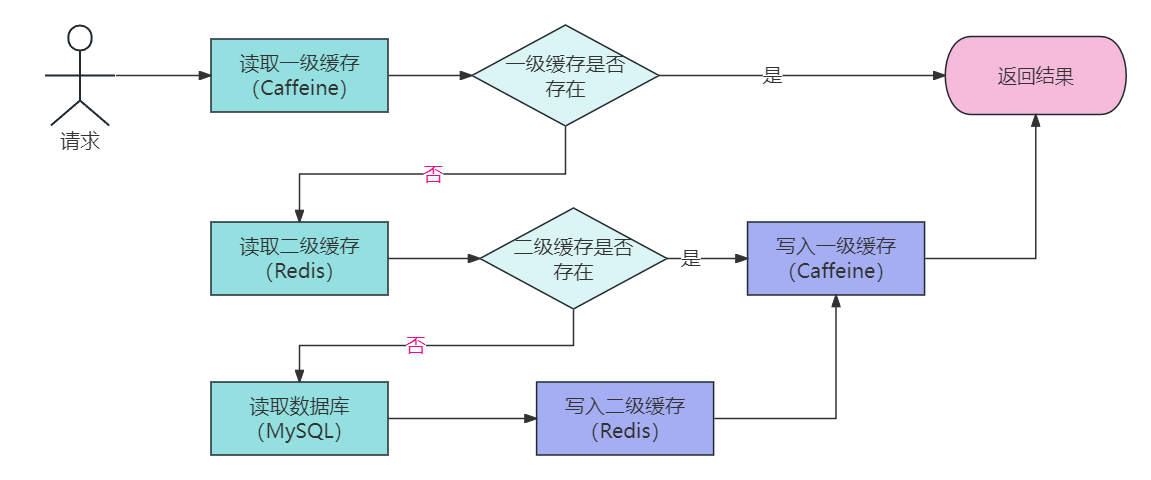 请求
读取一级缓存
（Caffeine）
一级缓存是否
存在
是
返回结果
否
读取二级缓存
（Redis）
二级缓存是否
存在
是
写入一级缓存
（Caffeine）
否
读取数据库
（MySQL）
写入二级缓存
（Redis）